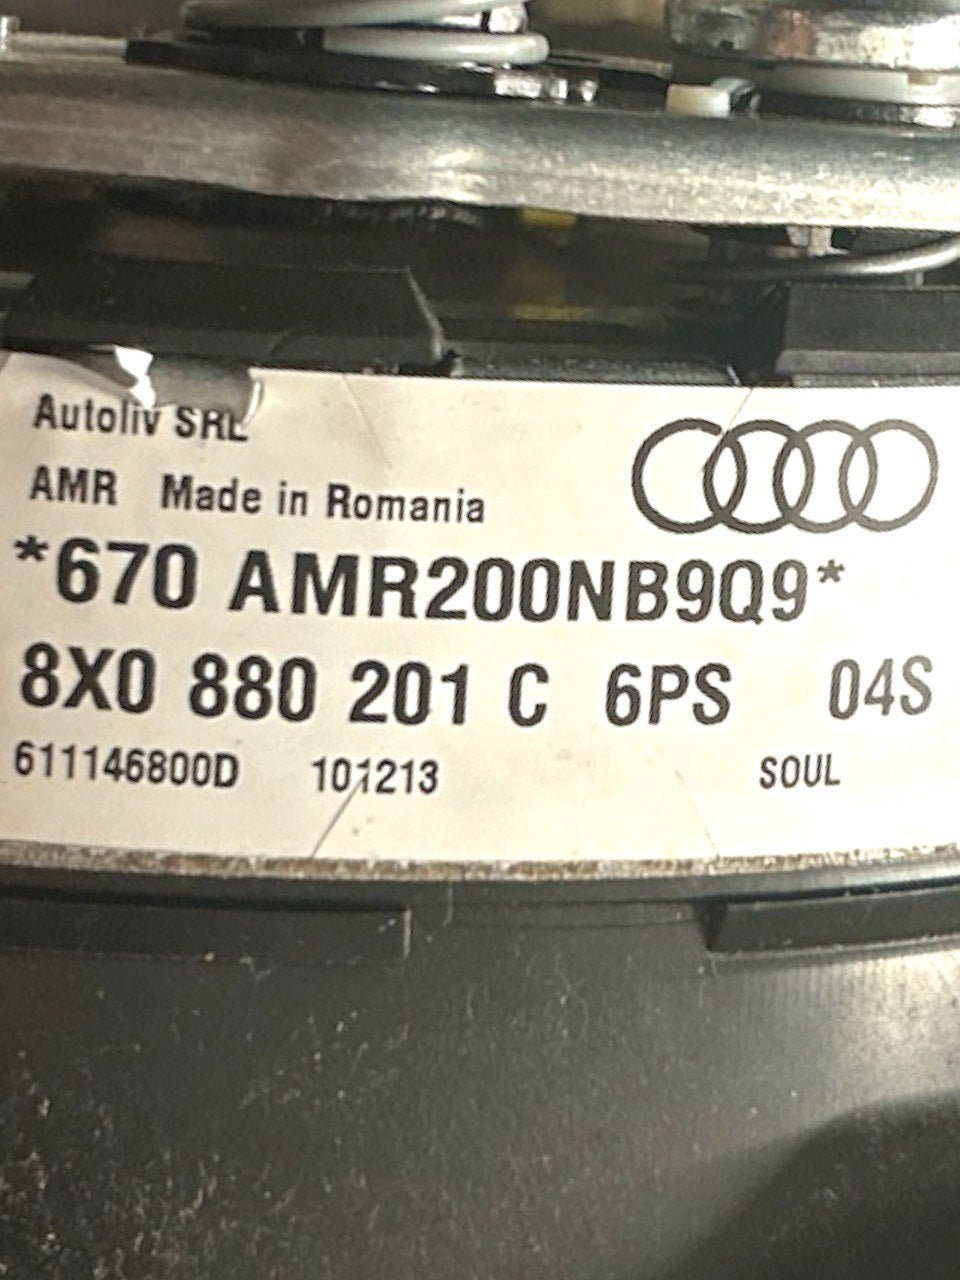 Autoliv SRL
AMR Made in Romania
*670 AMR200NB9Q9*
8X0 880 201 C 6PS 04S
611146800D 101213 SOUL